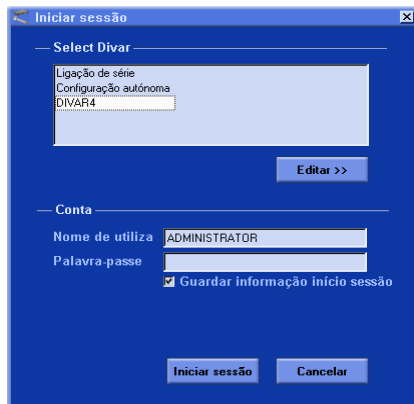 Iniciar sessão
Select Divar
Ligação de série
Configuração autónoma
DIVAR4
Editar >>
Conta
Nome de utiliza ADMINISTRATOR
Palavra-passe
Guardar informação início sessão
Iniciar sessão Cancelar